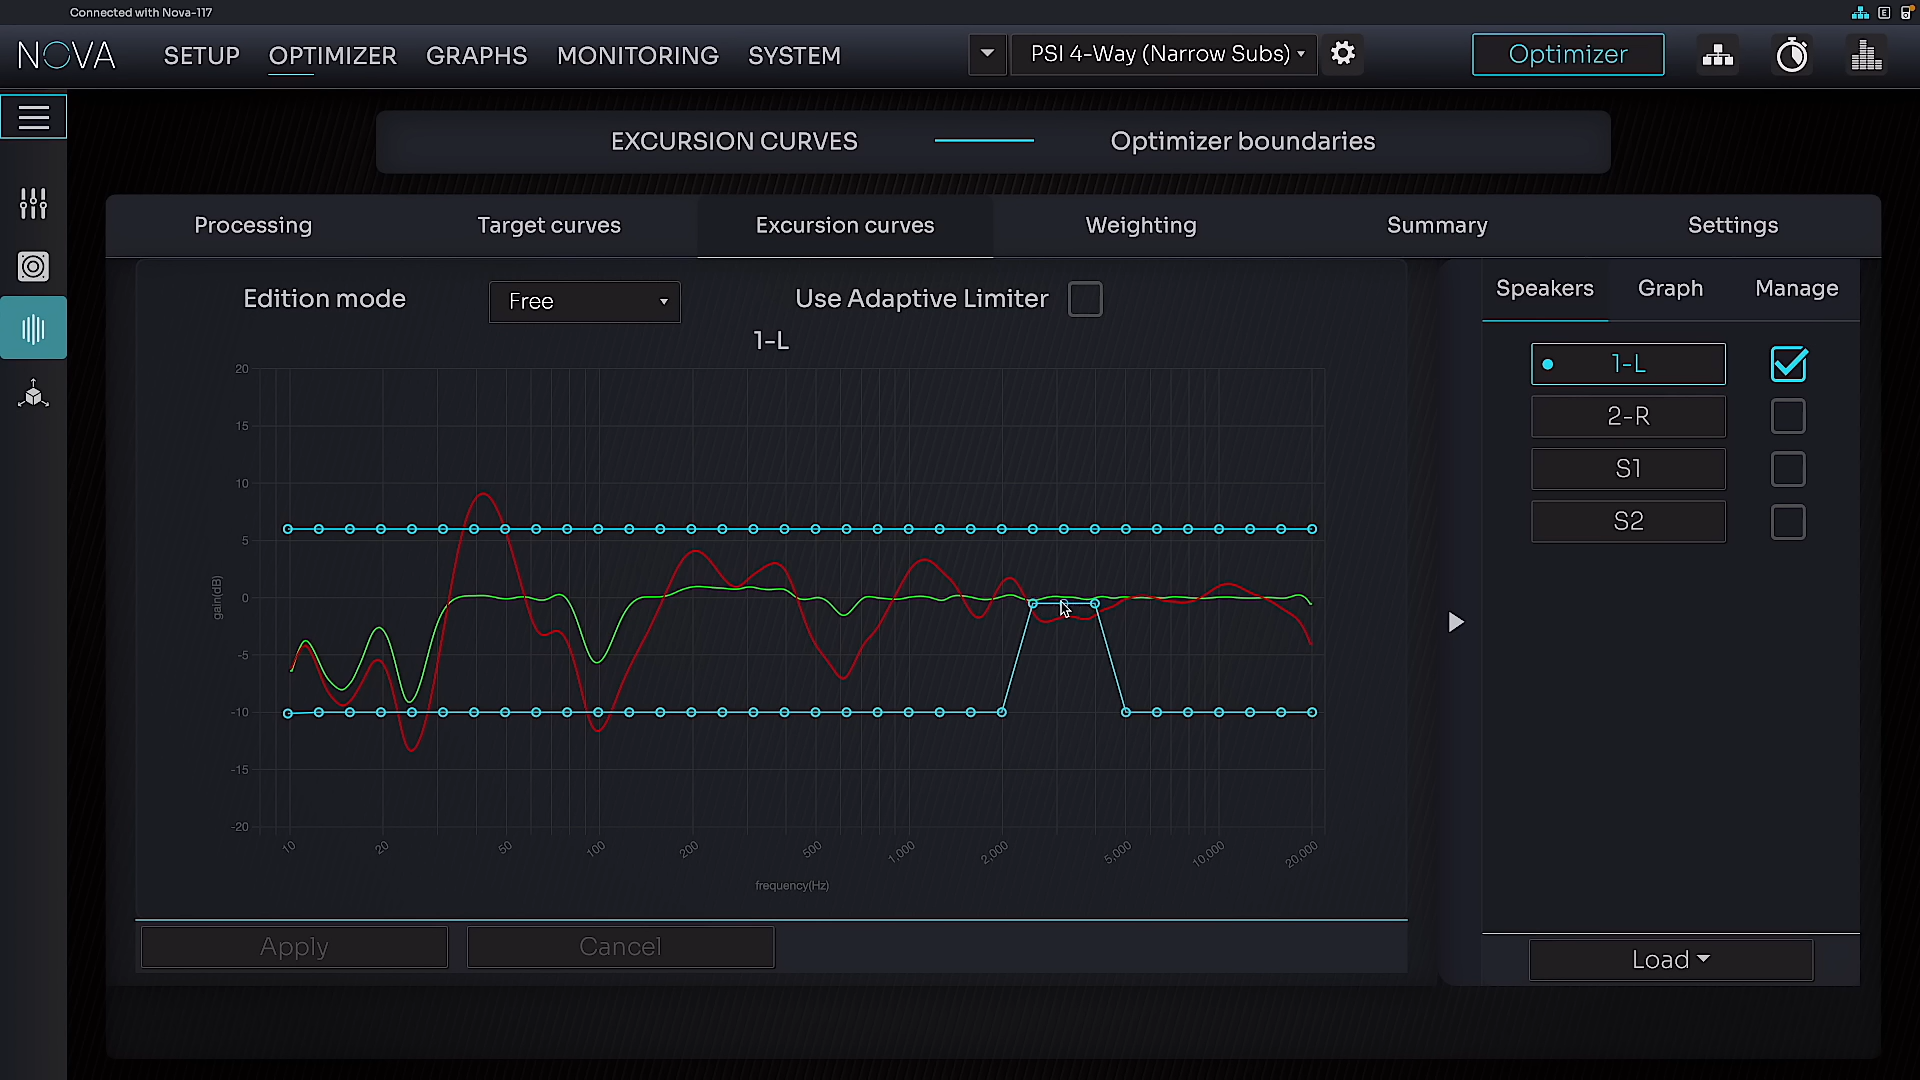 Connected with Nova-117
E
NOVA SETUP OPTIMIZER GRAPHS MONITORING SYSTEM PSI 4-Way (Narrow Subs) Optimizer
EXCURSION CURVES Optimizer boundaries
Processing Target curves Excursion curves Weighting Summary Settings
Edition mode Free Use Adaptive Limiter
Speakers Graph Manage
1-L
1-L
2-R
S1
S2
20
15
10
5
0
-5
-10
-15
-20
gain(dB)
10 20 50 100 200 500 1,000 2,000 5,000 10,000 20,000
frequency(Hz)
Apply Cancel
Load